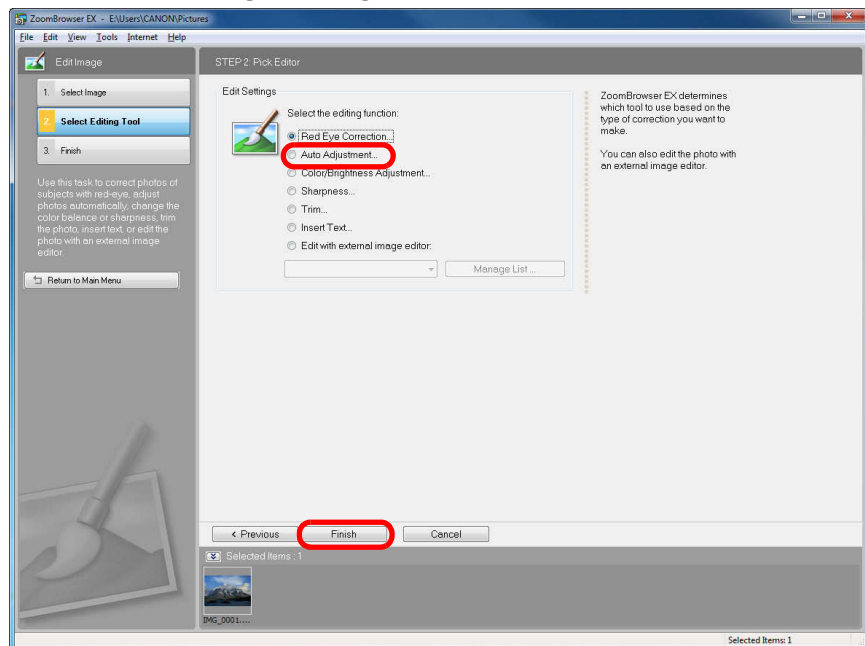 ZoomBrowser EX - E:\Users\CANON\Pictures
File Edit View Tools Internet Help
Edit Image
STEP 2: Pick Editor
1. Select Image
2. Select Editing Tool
3. Finish
Use this task to correct photos of
subjects with red-eye, adjust
photos automatically, change the
color balance or sharpness, trim
the photo, insert text, or edit the
photo with an external image
editor.
Return to Main Menu
Edit Settings
Select the editing function:
Red Eye Correction...
Auto Adjustment...
Color/Brightness Adjustment...
Sharpness...
Trim...
Insert Text...
Edit with external image editor:
Manage List ...
ZoomBrowser EX determines
which tool to use based on the
type of correction you want to
make.
You can also edit the photo with
an external image editor.
< Previous
Finish
Cancel
Selected Items : 1
IMG_0001....
Selected Items: 1